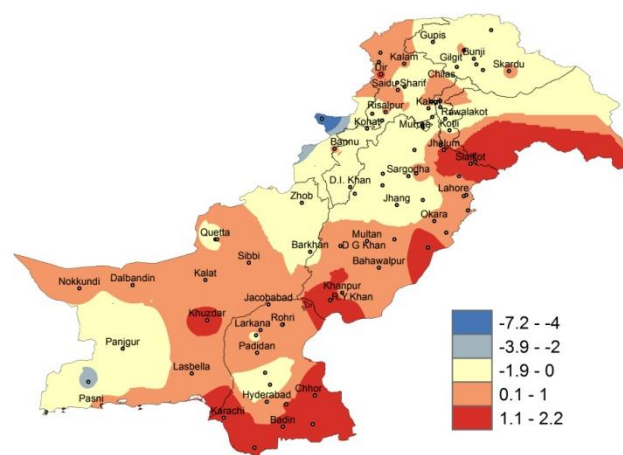 Gupis
Bunji
Kalam
Gilgit
Skardu
Dir
Chilas
Saidu Sharif
Risalpur
Rawalakot
Kohat
Kotli
Bannu
Jhelum
Sialkot
Sargodha
D.I. Khan
Lahore
Zhob
Jhang
Okara
Quetta
Multan
Barkhan
D G Khan
Sibbi
Bahawalpur
Nokkundi
Dalbandin
Kalat
Khanpur
R.Y.Khan
Jacobabad
Khuzdar
Larkana
Rohri
Panjgur
Padidan
Lasbella
Pasni
Hyderabad
Chhor
Karachi
Badin
-7.2 - -4
-3.9 - -2
-1.9 - 0
0.1 - 1
1.1 - 2.2